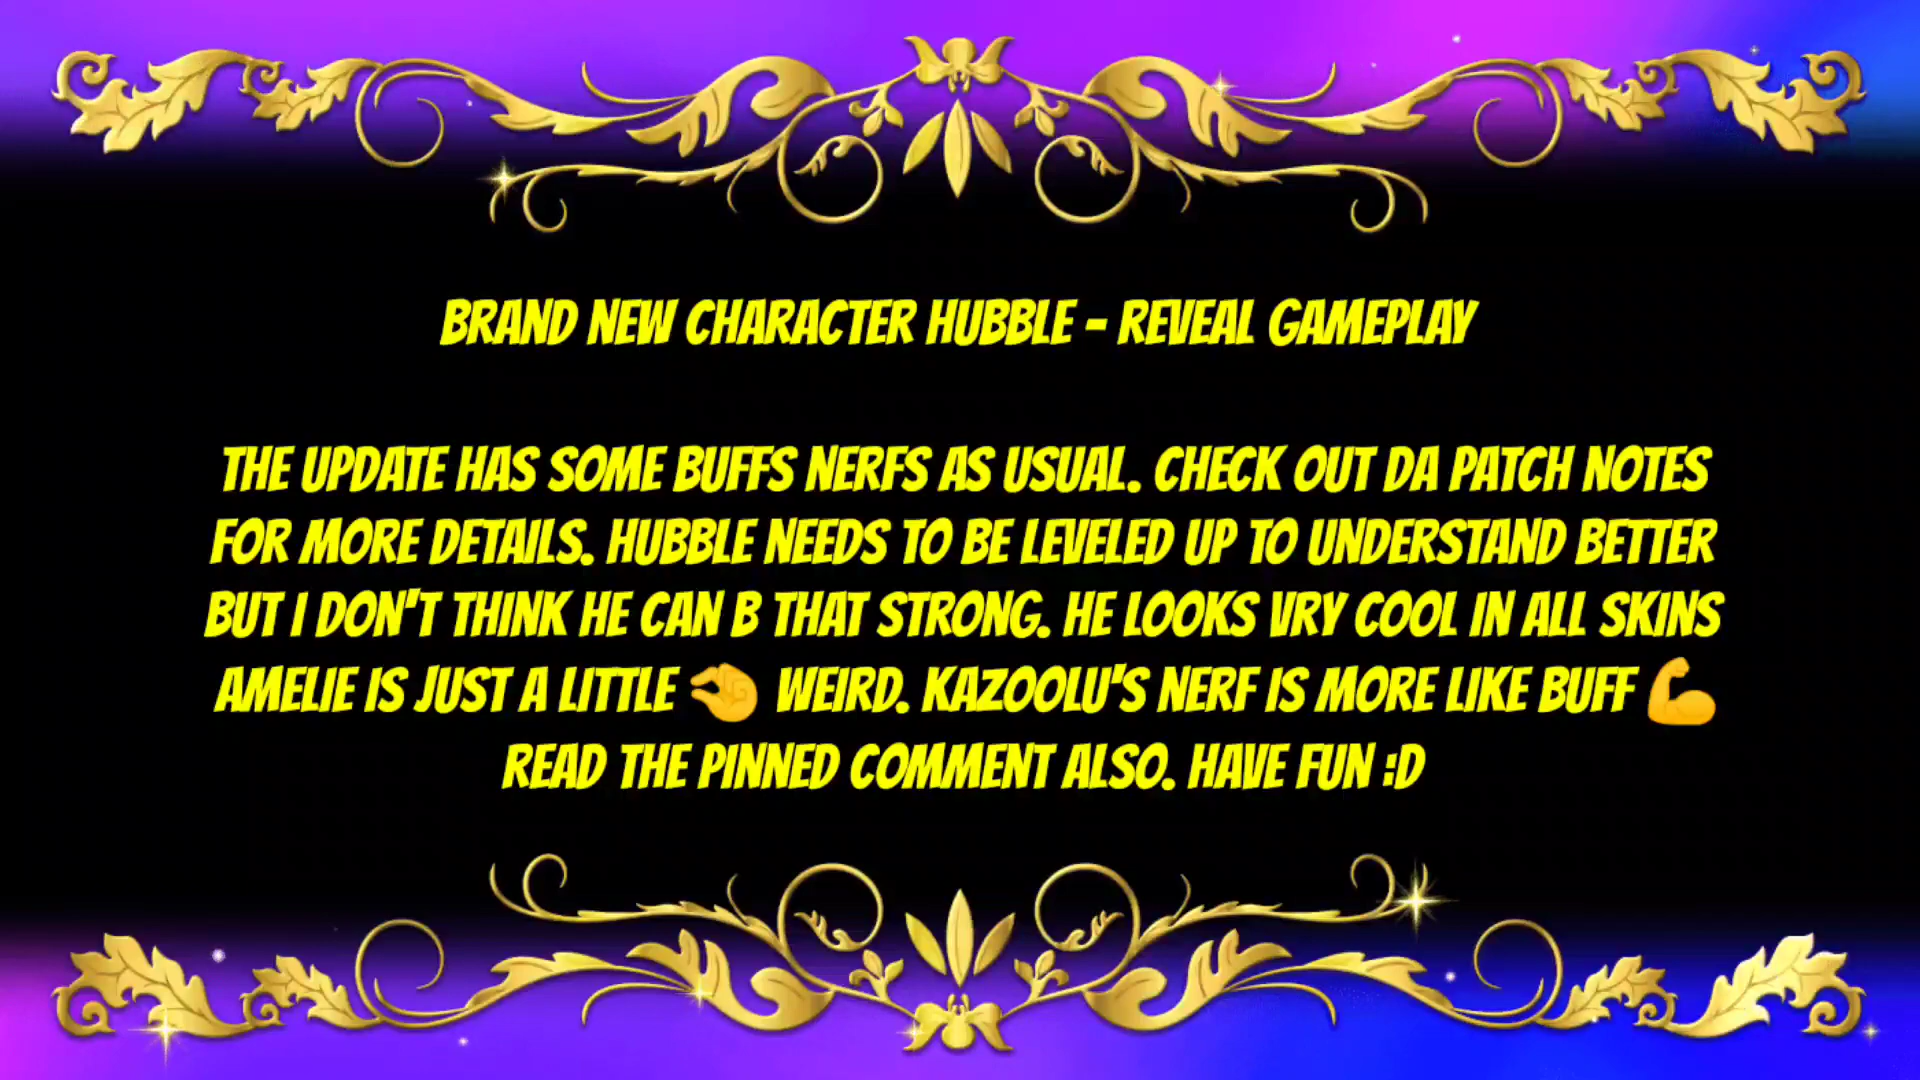 BRAND NEW CHARACTER HUBBLE - REVEAL GAMEPLAY
THE UPDATE HAS SOME BUFFS NERFS AS USUAL. CHECK OUT DA PATCH NOTES
FOR MORE DETAILS. HUBBLE NEEDS TO BE LEVELED UP TO UNDERSTAND BETTER
BUT I DON'T THINK HE CAN B THAT STRONG. HE LOOKS VRY COOL IN ALL SKINS
AMELIE IS JUST A LITTLE 🤏 WEIRD. KAZOOLU'S NERF IS MORE LIKE BUFF 💪
READ THE PINNED COMMENT ALSO. HAVE FUN :D